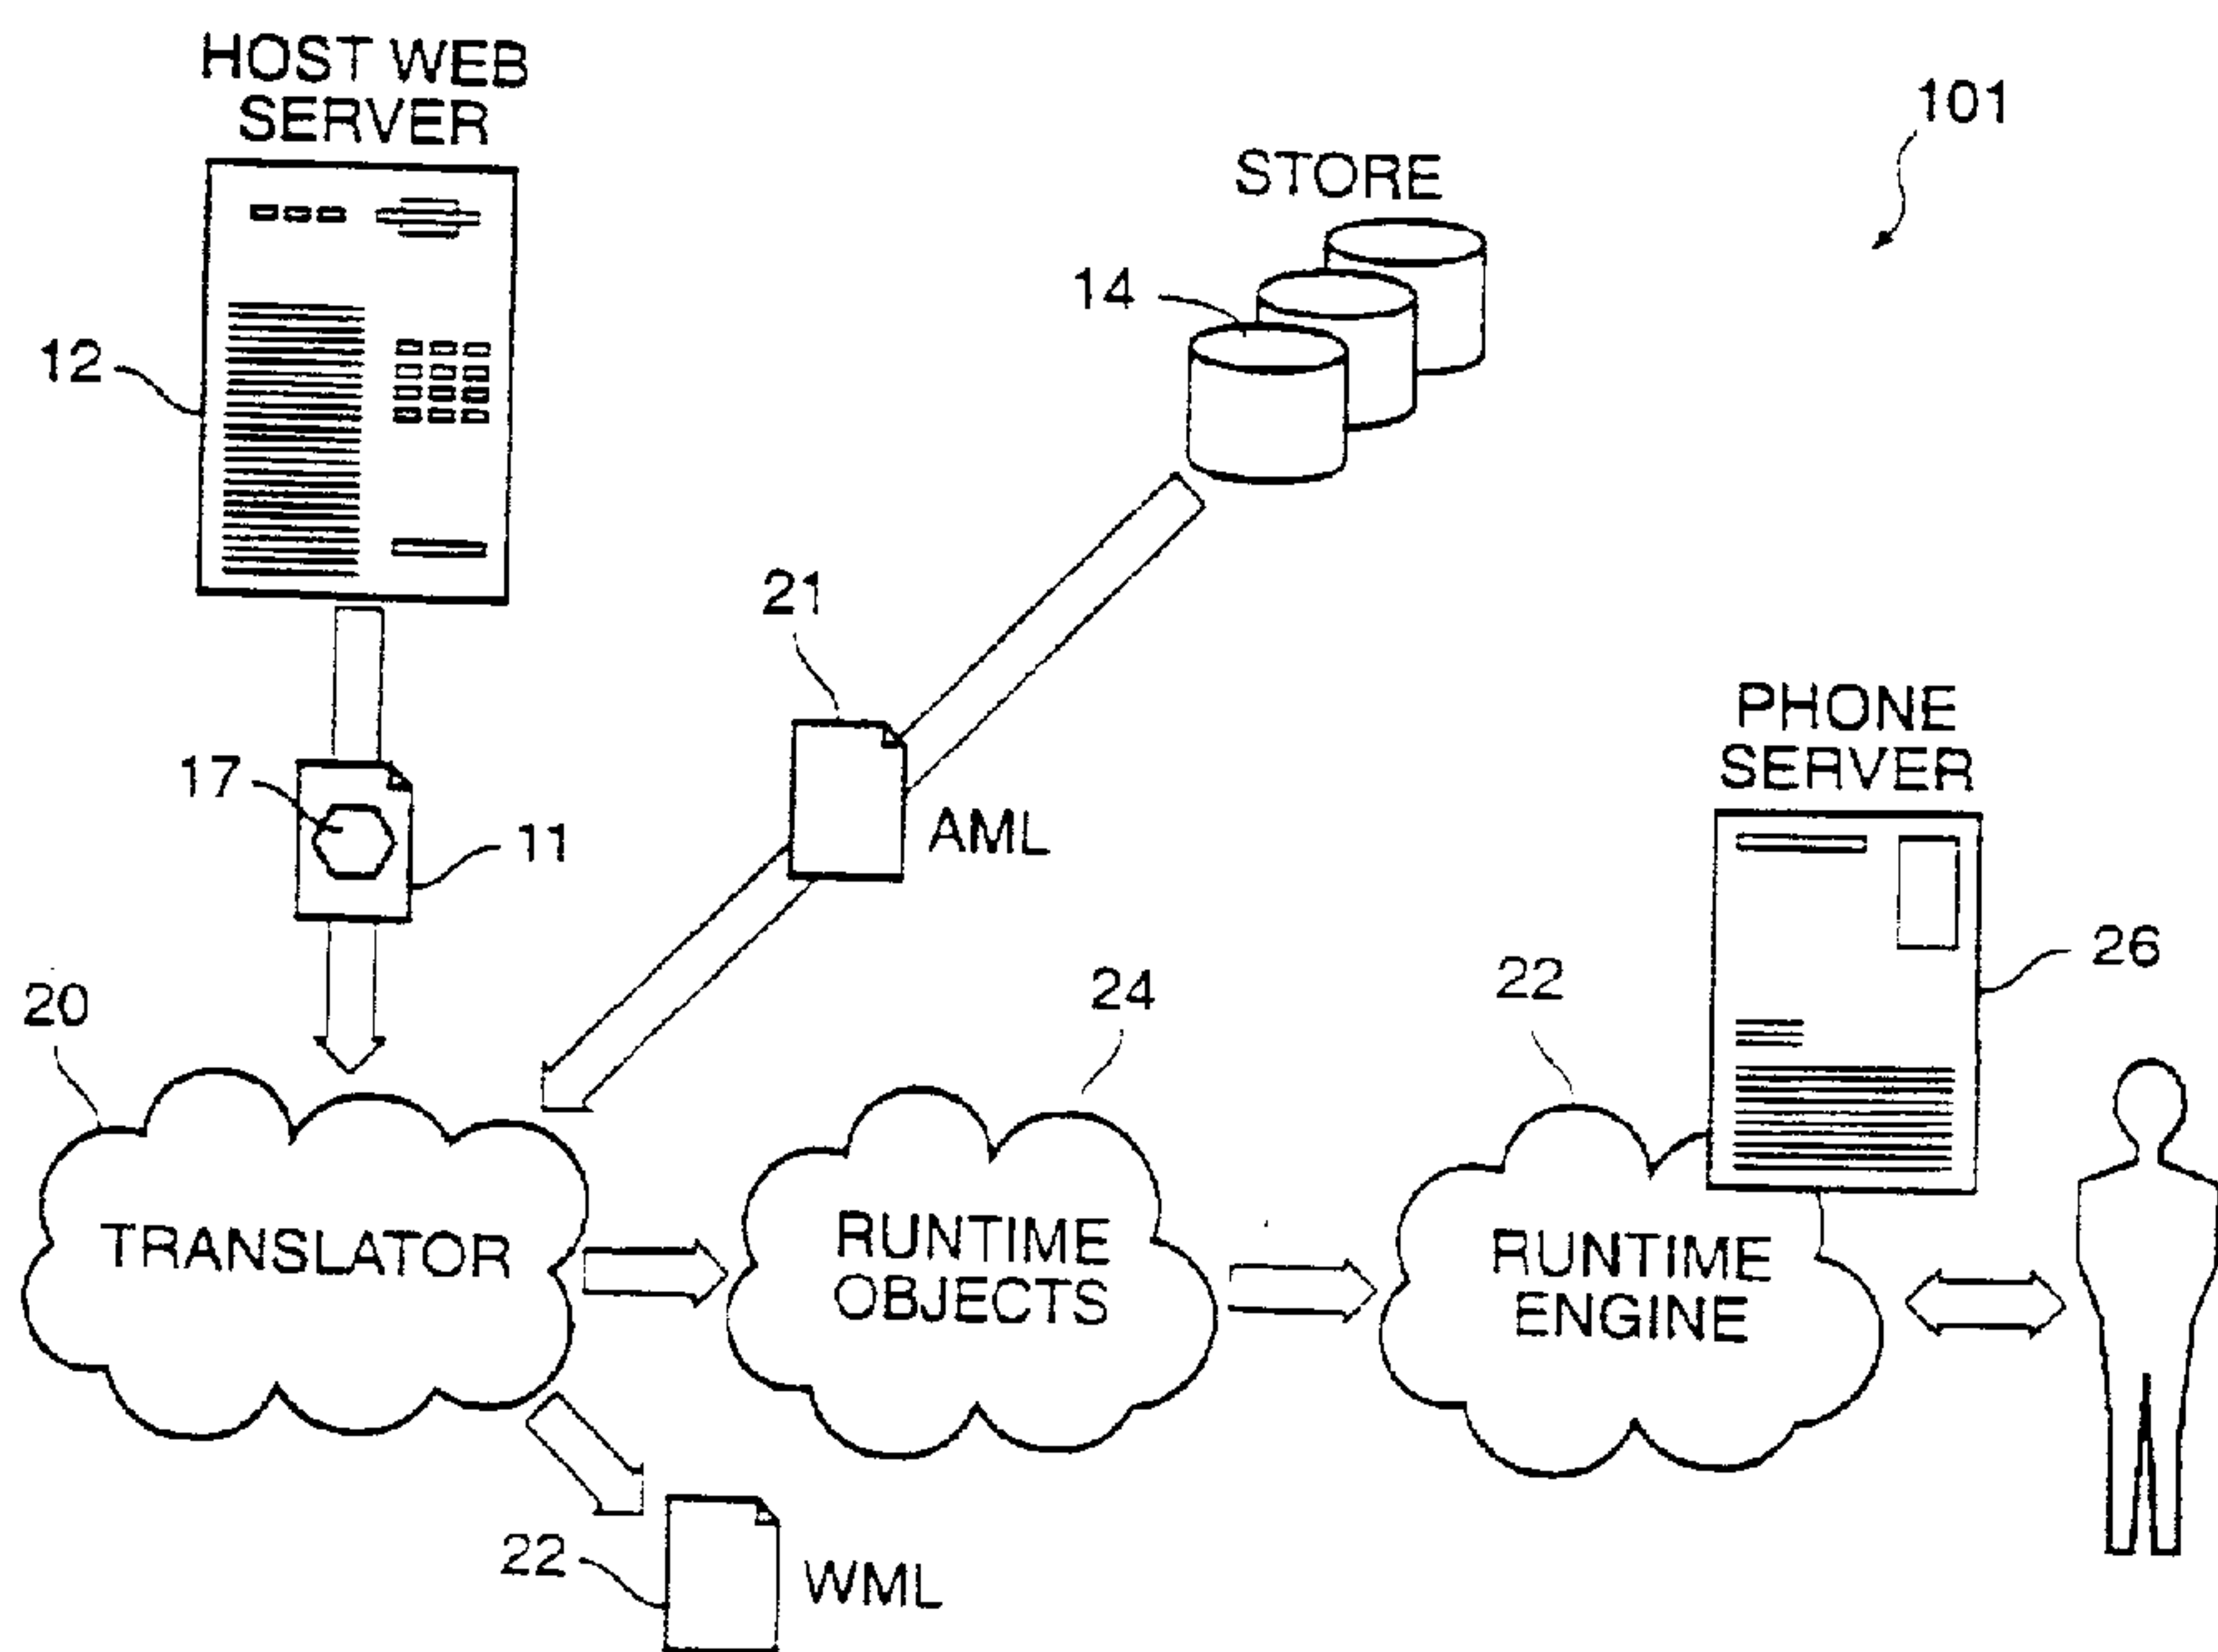 HOST WEB
SERVER
101
STORE
14
12
21
PHONE
SERVER
17
11
AML
26
20
24
22
TRANSLATOR
RUNTIME
OBJECTS
RUNTIME
ENGINE
22
WML